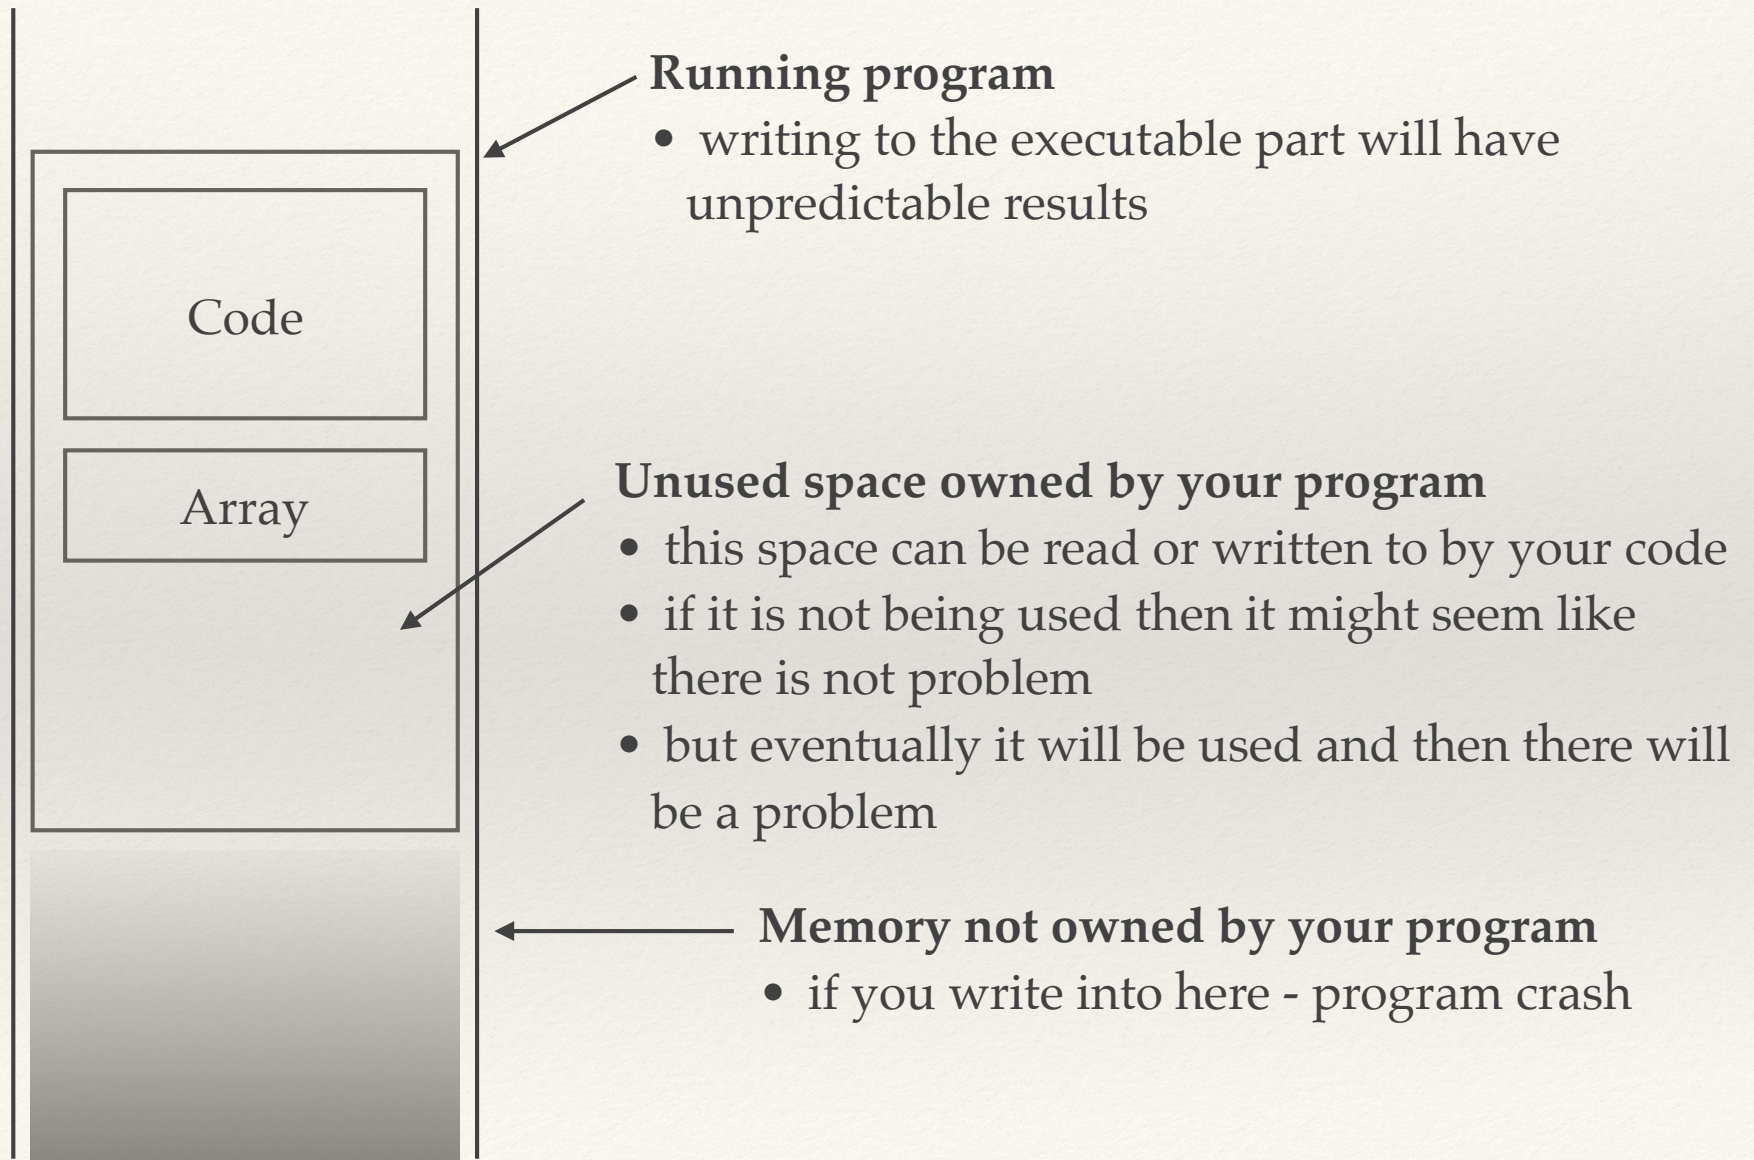 Running program
• writing to the executable part will have
unpredictable results
Code
Array
Unused space owned by your program
• this space can be read or written to by your code
• if it is not being used then it might seem like
there is not problem
• but eventually it will be used and then there will
be a problem
Memory not owned by your program
• if you write into here - program crash